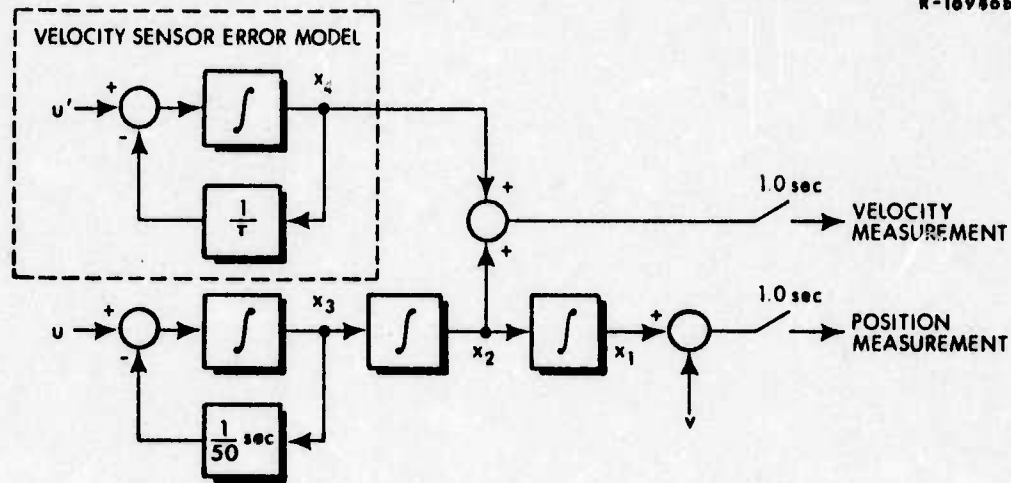 VELOCITY SENSOR ERROR MODEL
x4
u'
+
-
∫
1/τ
+
+
1.0 sec
VELOCITY
MEASUREMENT
u
+
-
∫
x3
∫
x2
∫
x1
+
v
1.0 sec
POSITION
MEASUREMENT
1/50 sec